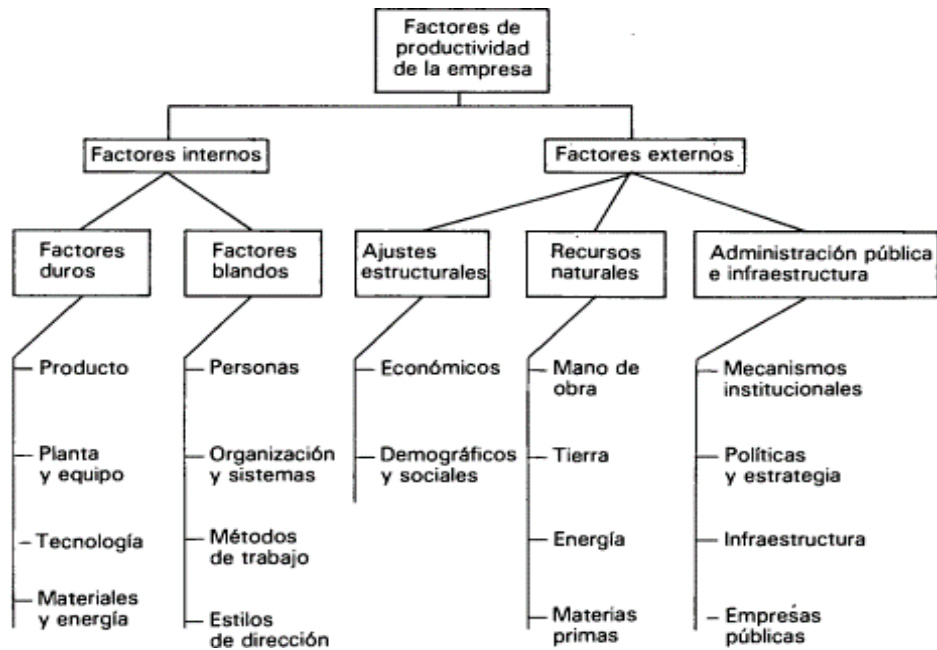 Factores de
productividad
de la empresa
Factores internos
Factores externos
Factores
duros
Factores
blandos
Ajustes
estructurales
Recursos
naturales
Administración pública
e infraestructura
Producto
Planta
y equipo
Tecnología
Materiales
y energía
Personas
Organización
y sistemas
Métodos
de trabajo
Estilos
de dirección
Económicos
Demográficos
y sociales
Mano de
obra
Tierra
Energía
Materias
primas
Mecanismos
institucionales
Políticas
y estrategia
Infraestructura
Empresas
públicas